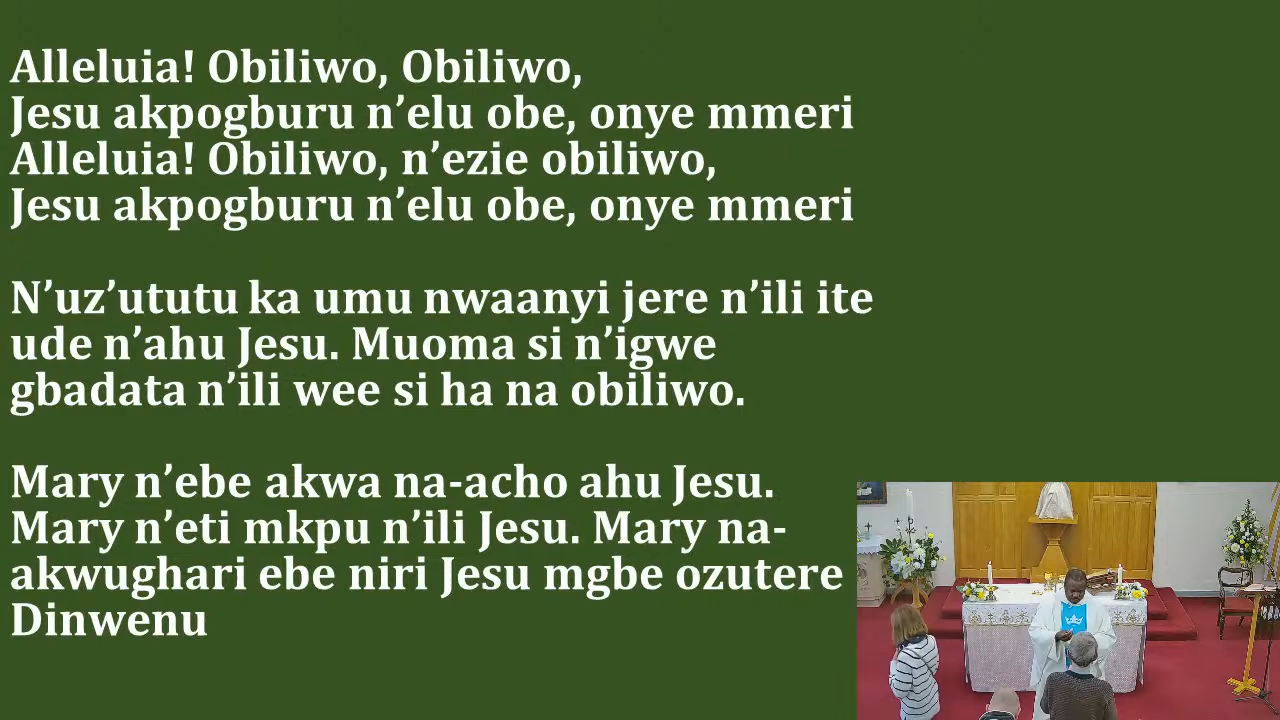 Alleluia! Obiliwo, Obiliwo,
Jesu akpogburu n’elu obe, onye mmeri
Alleluia! Obiliwo, n’ezie obiliwo,
Jesu akpogburu n’elu obe, onye mmeri
N’uz’ututu ka umu nwaanyi jere n’ili ite
ude n’ahu Jesu. Muoma si n’igwe
gbadata n’ili wee si ha na obiliwo.
Mary n’ebe akwa na-acho ahu Jesu.
Mary n’eti mkpu n’ili Jesu. Mary na-
akwughari ebe niri Jesu mgbe ozutere
Dinwenu